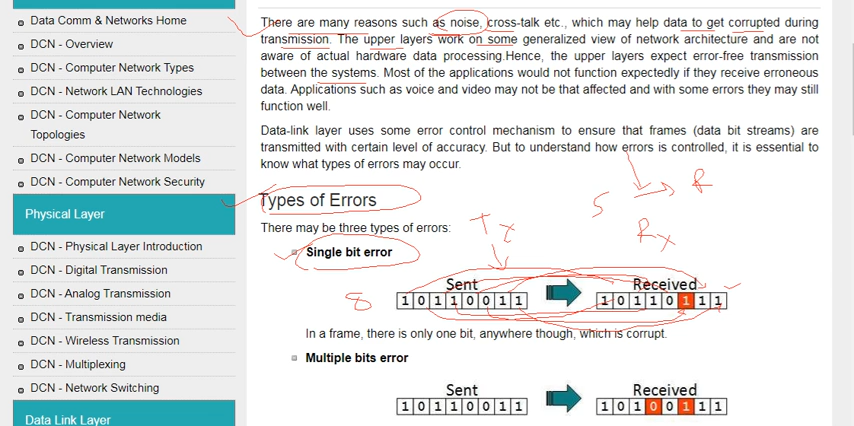 Data Comm & Networks Home
DCN - Overview
DCN - Computer Network Types
DCN - Network LAN Technologies
DCN - Computer Network
Topologies
DCN - Computer Network Models
DCN - Computer Network Security
Physical Layer
DCN - Physical Layer Introduction
DCN - Digital Transmission
DCN - Analog Transmission
DCN - Transmission media
DCN - Wireless Transmission
DCN - Multiplexing
DCN - Network Switching
Data Link Layer
There are many reasons such as noise, cross-talk etc., which may help data to get corrupted during
transmission. The upper layers work on some generalized view of network architecture and are not
aware of actual hardware data processing.Hence, the upper layers expect error-free transmission
between the systems. Most of the applications would not function expectedly if they receive erroneous
data. Applications such as voice and video may not be that affected and with some errors they may still
function well.
Data-link layer uses some error control mechanism to ensure that frames (data bit streams) are
transmitted with certain level of accuracy. But to understand how errors is controlled, it is essential to
know what types of errors may occur.
S R
Types of Errors
There may be three types of errors:
Tx Rx
Single bit error
Sent Received
8 1 0 1 1 0 0 1 1 1 0 1 1 0 1 1 1
In a frame, there is only one bit, anywhere though, which is corrupt.
Multiple bits error
Sent Received
1 0 1 1 0 0 1 1 1 0 1 0 0 1 1 1